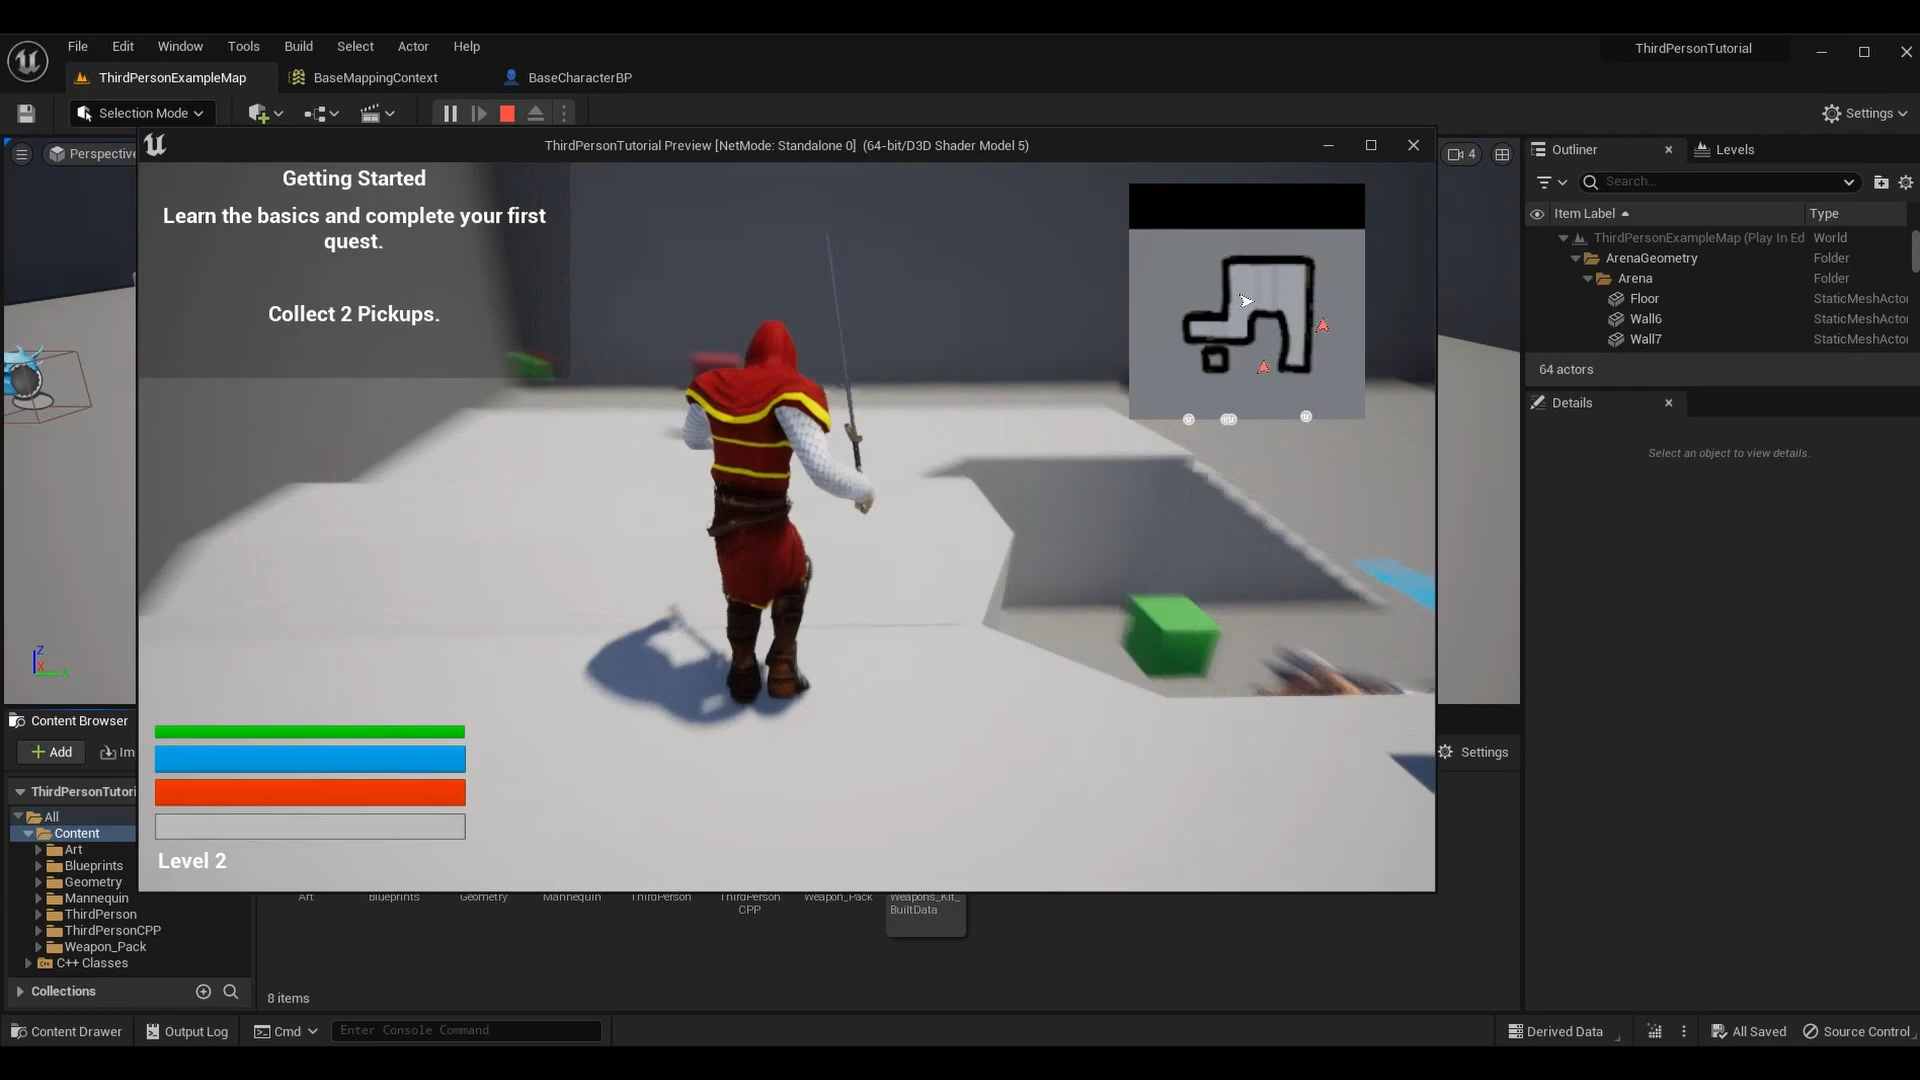 File Edit Window Tools Build Select Actor Help
ThirdPersonTutorial
ThirdPersonExampleMap BaseMappingContext BaseCharacterBP
Selection Mode Settings
ThirdPersonTutorial Preview [NetMode: Standalone 0] (64-bit/D3D Shader Model 5)
Perspective 4
Outliner Levels
Search...
Item Label Type
ThirdPersonExampleMap (Play In Ed World
ArenaGeometry Folder
Arena Folder
Floor StaticMeshActor
Wall6 StaticMeshActor
Wall7 StaticMeshActor
64 actors
Details
Select an object to view details.
Getting Started
Learn the basics and complete your first
quest.
Collect 2 Pickups.
Z
X
Level 2
Content Browser
Add Im
Settings
ThirdPersonTutori
All
Content
Art
Blueprints
Geometry
Mannequin
ThirdPerson
ThirdPersonCPP
Weapon_Pack
C++ Classes
Collections
Art Blueprints Geometry Mannequin ThirdPerson ThirdPerson Weapon_Pack Weapons_Kit_
CPP BuiltData
8 items
Content Drawer Output Log Cmd Enter Console Command
Derived Data All Saved Source Control